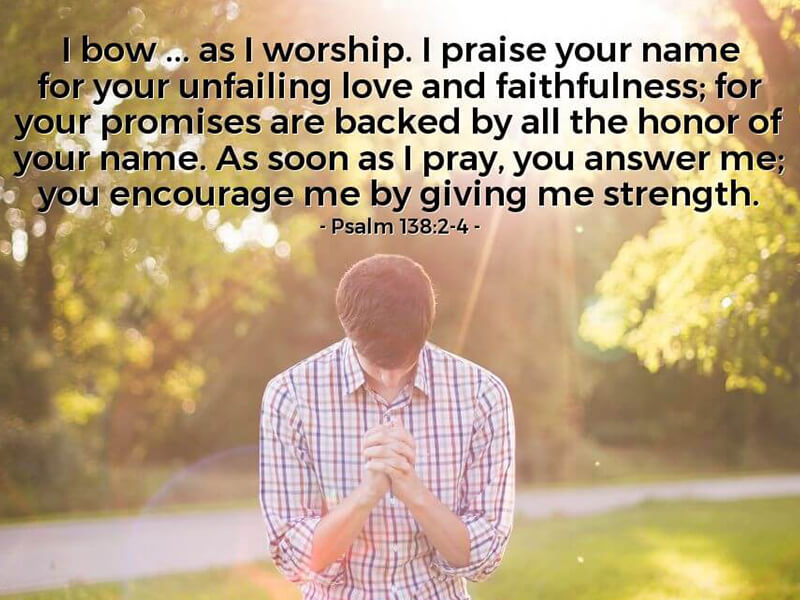 I bow ... as I worship. I praise your name
for your unfailing love and faithfulness; for
your promises are backed by all the honor of
your name. As soon as I pray, you answer me;
you encourage me by giving me strength.
- Psalm 138:2-4 -